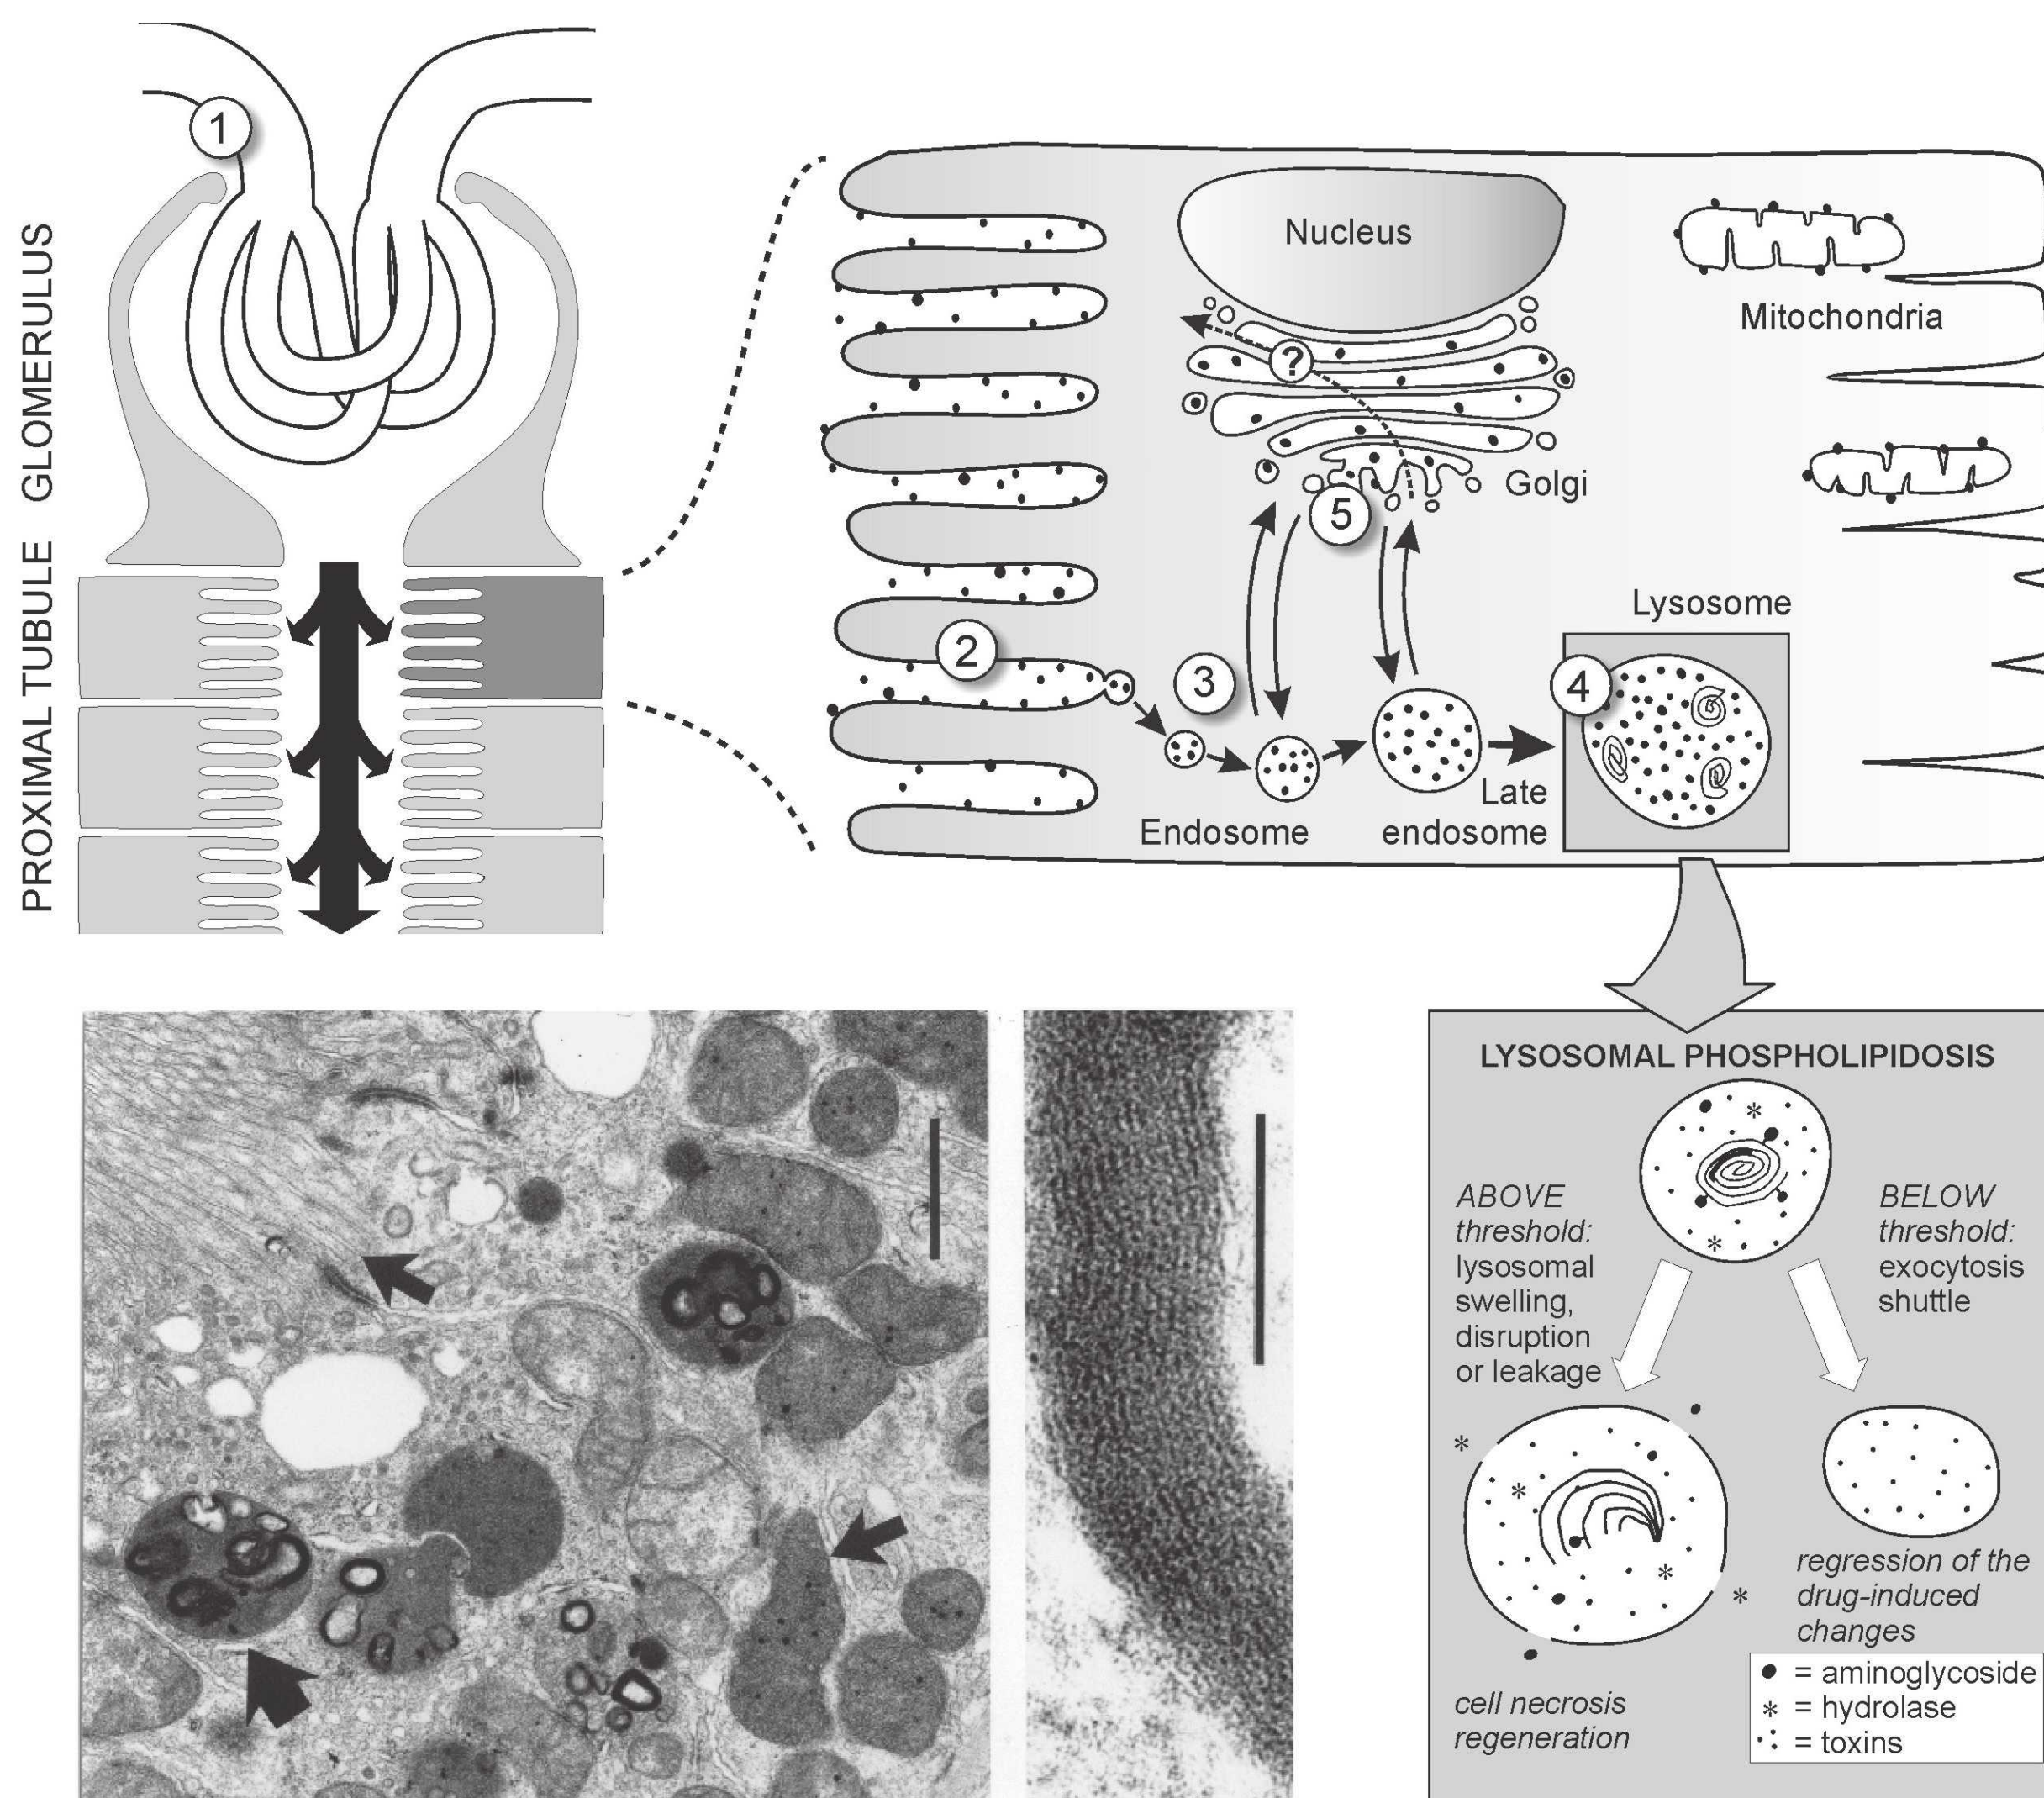 GLOMERULUS
PROXIMAL TUBULE
1
Nucleus
Mitochondria
?
Golgi
5
2
3
4
Lysosome
Late
endosome
Endosome
LYSOSOMAL PHOSPHOLIPIDOSIS
ABOVE
threshold:
lysosomal
swelling,
disruption
or leakage
BELOW
threshold:
exocytosis
shuttle
regression of the
drug-induced
changes
cell necrosis
regeneration
= aminoglycoside
* = hydrolase
= toxins